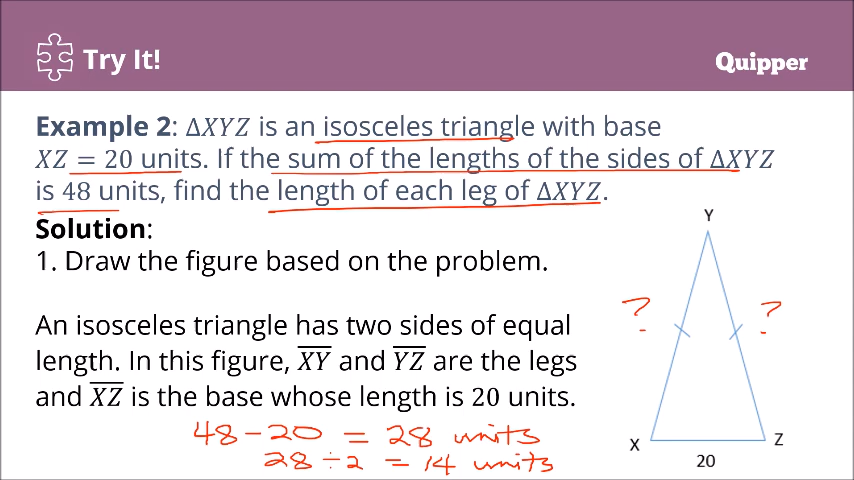 Try It!
Quipper
Example 2: ΔXYZ is an isosceles triangle with base
XZ = 20 units. If the sum of the lengths of the sides of ΔXYZ
is 48 units, find the length of each leg of ΔXYZ.
Solution:
1. Draw the figure based on the problem.
An isosceles triangle has two sides of equal
length. In this figure, X̅Y̅ and Y̅Z̅ are the legs
and X̅Z̅ is the base whose length is 20 units.
48 - 20 = 28 units
28 ÷ 2 = 14 units
Y
? ?
X Z
20